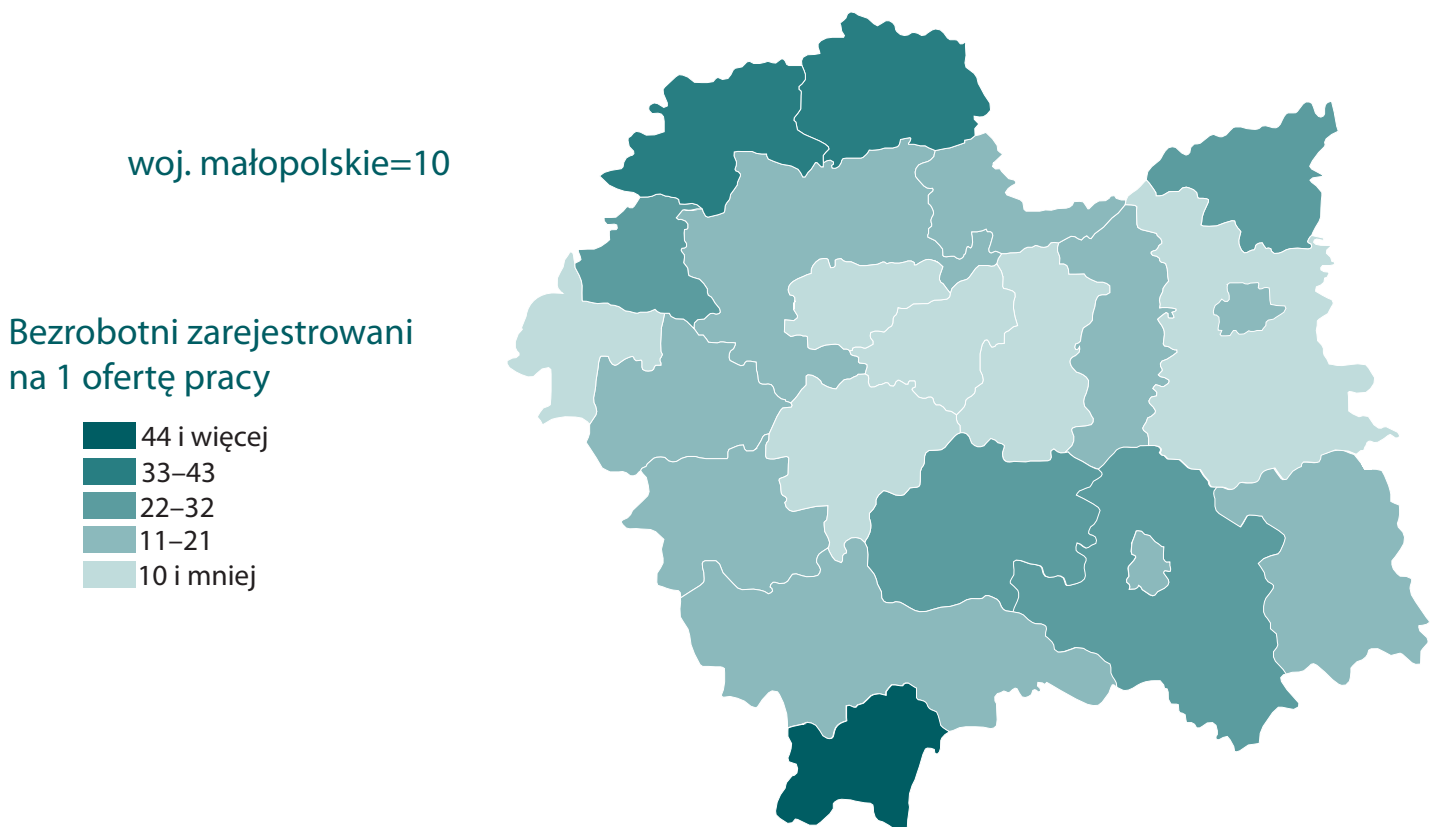 woj. małopolskie=10
Bezrobotni zarejestrowani
na 1 ofertę pracy
44 i więcej
33–43
22–32
11–21
10 i mniej